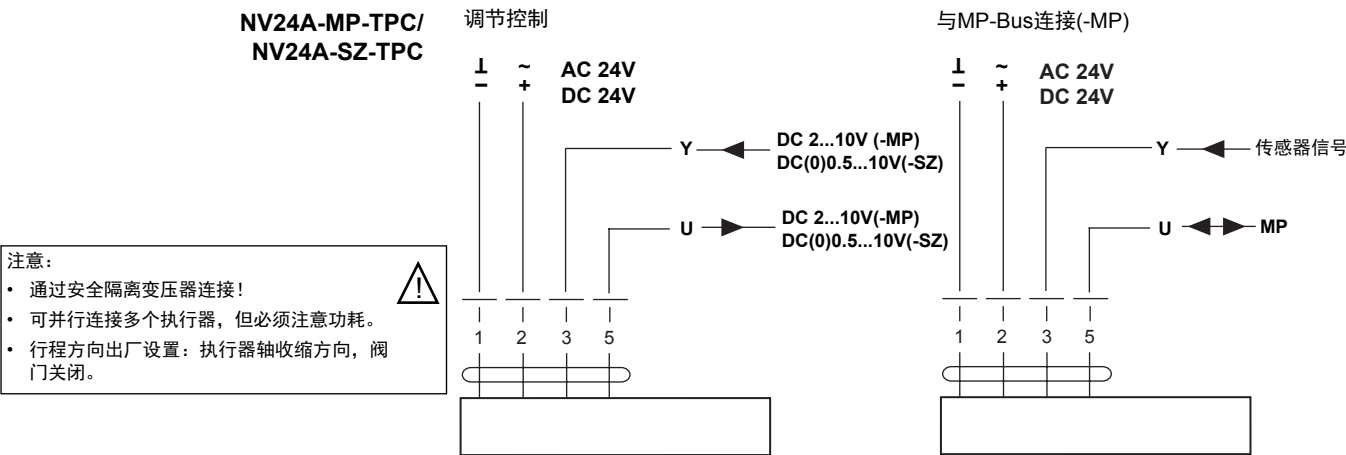 NV24A-MP-TPC/
NV24A-SZ-TPC
调节控制
⊥ ~ AC 24V
− + DC 24V
Y DC 2...10V (-MP)
DC(0)0.5...10V(-SZ)
U DC 2...10V(-MP)
DC(0)0.5...10V(-SZ)
1 2 3 5
与MP-Bus连接(-MP)
⊥ ~ AC 24V
− + DC 24V
Y 传感器信号
U MP
1 2 3 5
注意：
• 通过安全隔离变压器连接！
• 可并行连接多个执行器，但必须注意功耗。
• 行程方向出厂设置：执行器轴收缩方向，阀
门关闭。